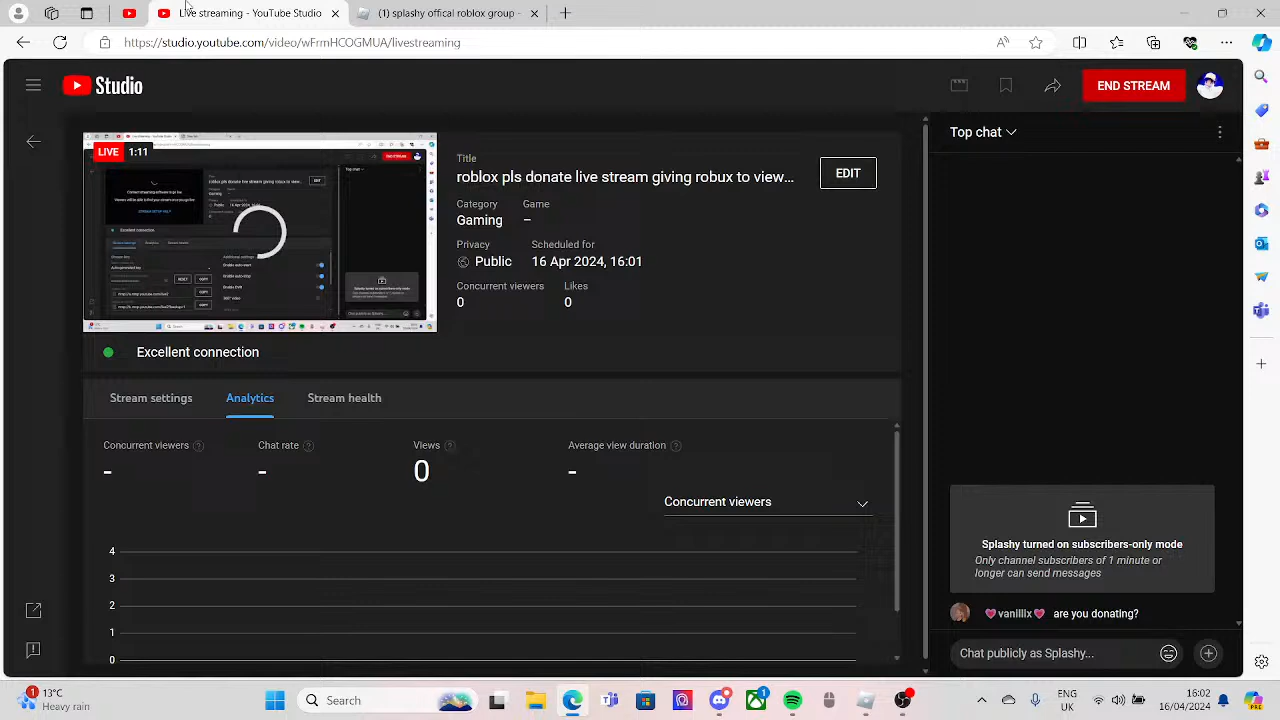 Live streaming - YouTube Studio
(1) splashy offical roblox group -
https://studio.youtube.com/video/wFrmHCOGMUA/livestreaming
Studio
END STREAM
LIVE 1:11
Title
roblox pls donate live stream giving robux to view...
EDIT
Category
Game
Gaming
–
Privacy
Scheduled for
Public
16 Apr 2024, 16:01
Concurrent viewers
0
0
Excellent connection
Stream settings
Analytics
Stream health
Concurrent viewers
Chat rate
Views
Average view duration
-
-
0
-
Concurrent viewers
4
3
2
1
0
Top chat
Splashy turned on subscribers-only mode
Only channel subscribers of 1 minute or
longer can send messages
vanillix
are you donating?
Chat publicly as Splashy...
1
13°C
Heavy rain
Search
1
ENG
UK
16:02
16/04/2024